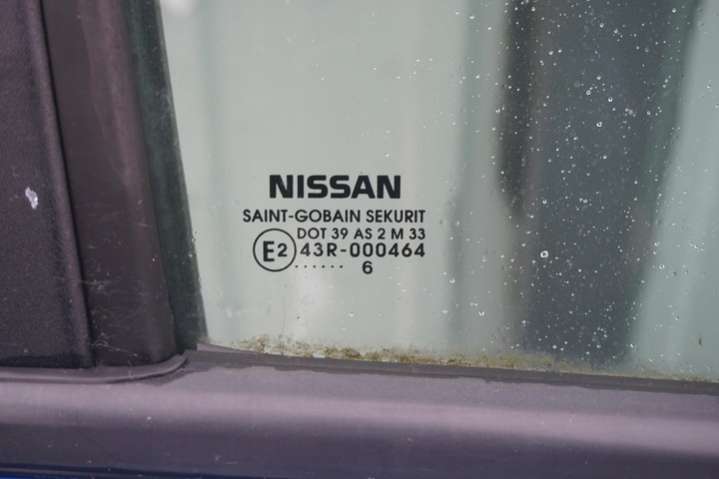 NISSAN
SAINT-GOBAIN SEKURIT
DOT 39 AS 2 M 33
E2 43R-000464
...... 6